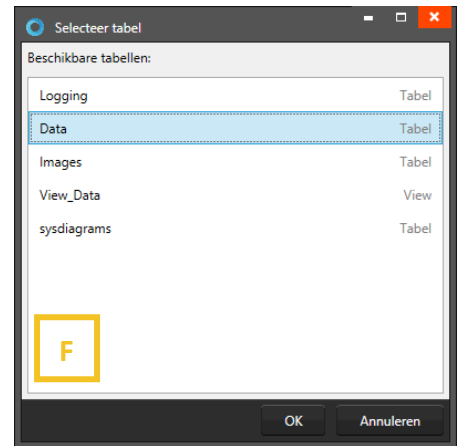 Selecteer tabel
Beschikbare tabellen:
Logging Tabel
Data Tabel
Images Tabel
View_Data View
sysdiagrams Tabel
F
OK Annuleren